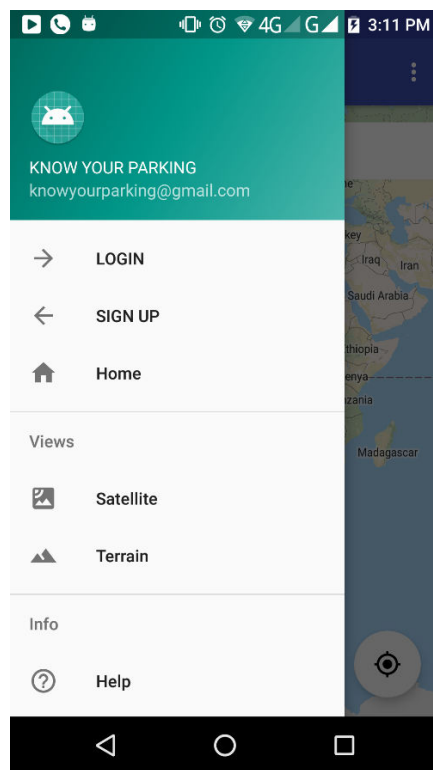 4G G 3:11 PM
KNOW YOUR PARKING
knowyourparking@gmail.com
LOGIN
SIGN UP
Home
Views
Satellite
Terrain
Info
Help
key
Iraq
Iran
Saudi Arabia
thiopia
enya
nzania
Madagascar